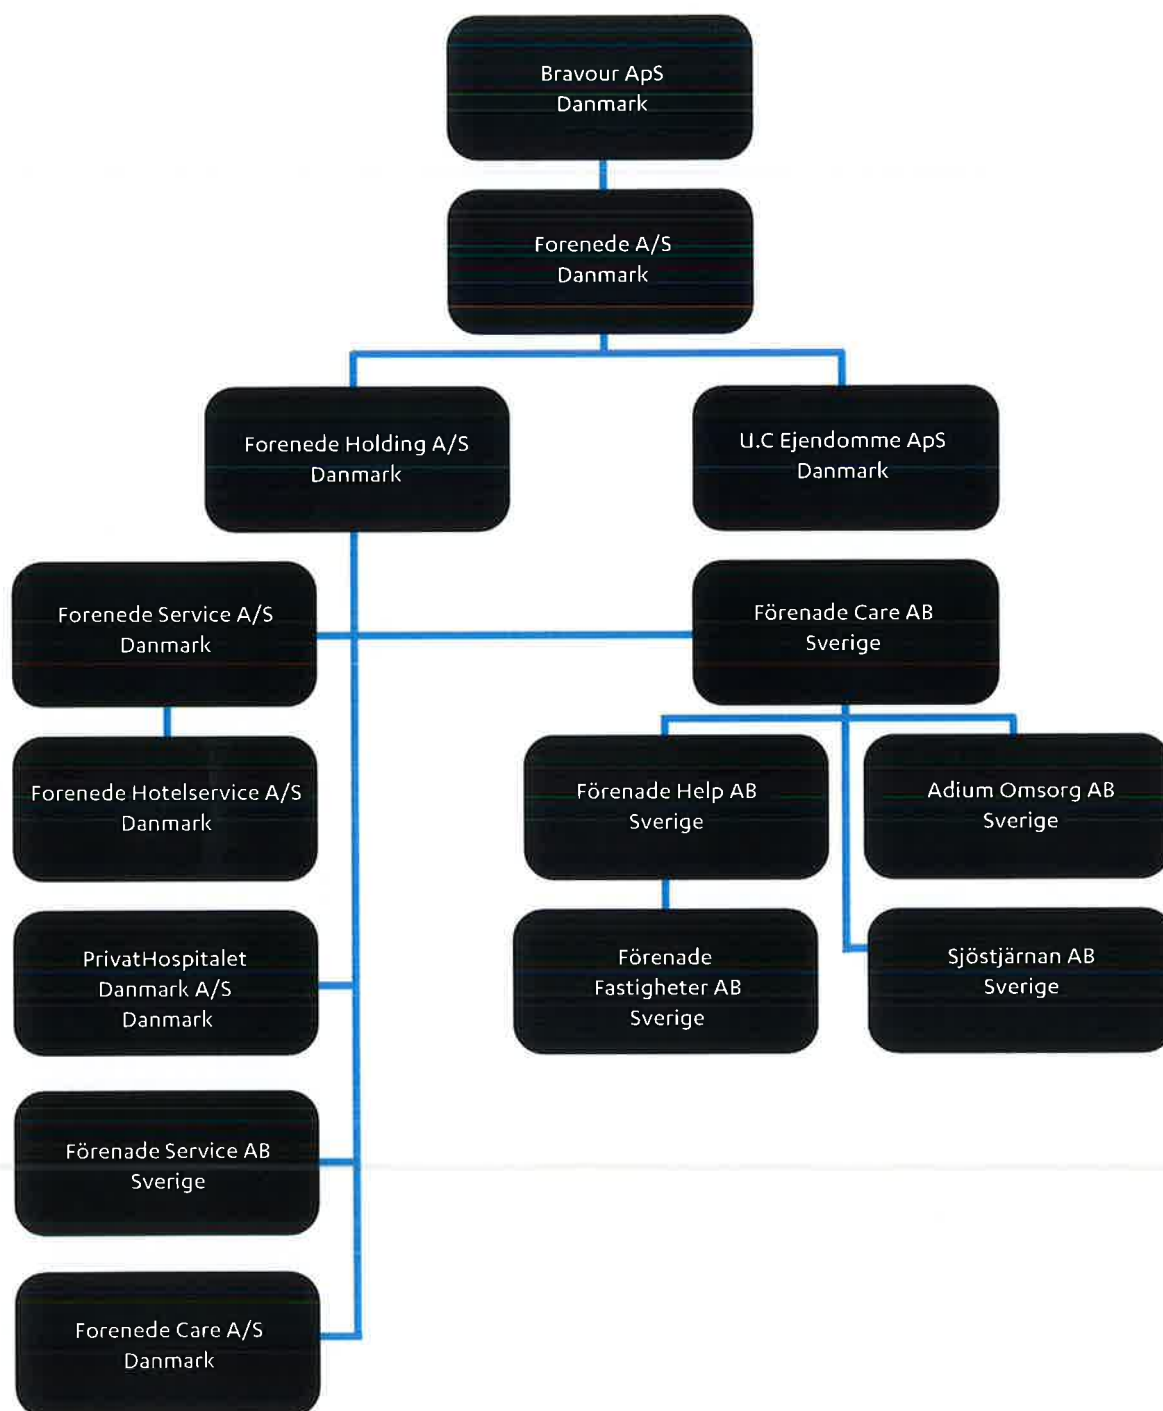 Bravour ApS
Danmark
Forenede A/S
Danmark
Forenede Holding A/S
Danmark
U.C Ejendomme ApS
Danmark
Forenede Service A/S
Danmark
Förenade Care AB
Sverige
Forenede Hotelservice A/S
Danmark
Förenade Help AB
Sverige
Adium Omsorg AB
Sverige
PrivatHospitalet
Danmark A/S
Danmark
Förenade
Fastigheter AB
Sverige
Sjöstjärnan AB
Sverige
Förenade Service AB
Sverige
Forenede Care A/S
Danmark